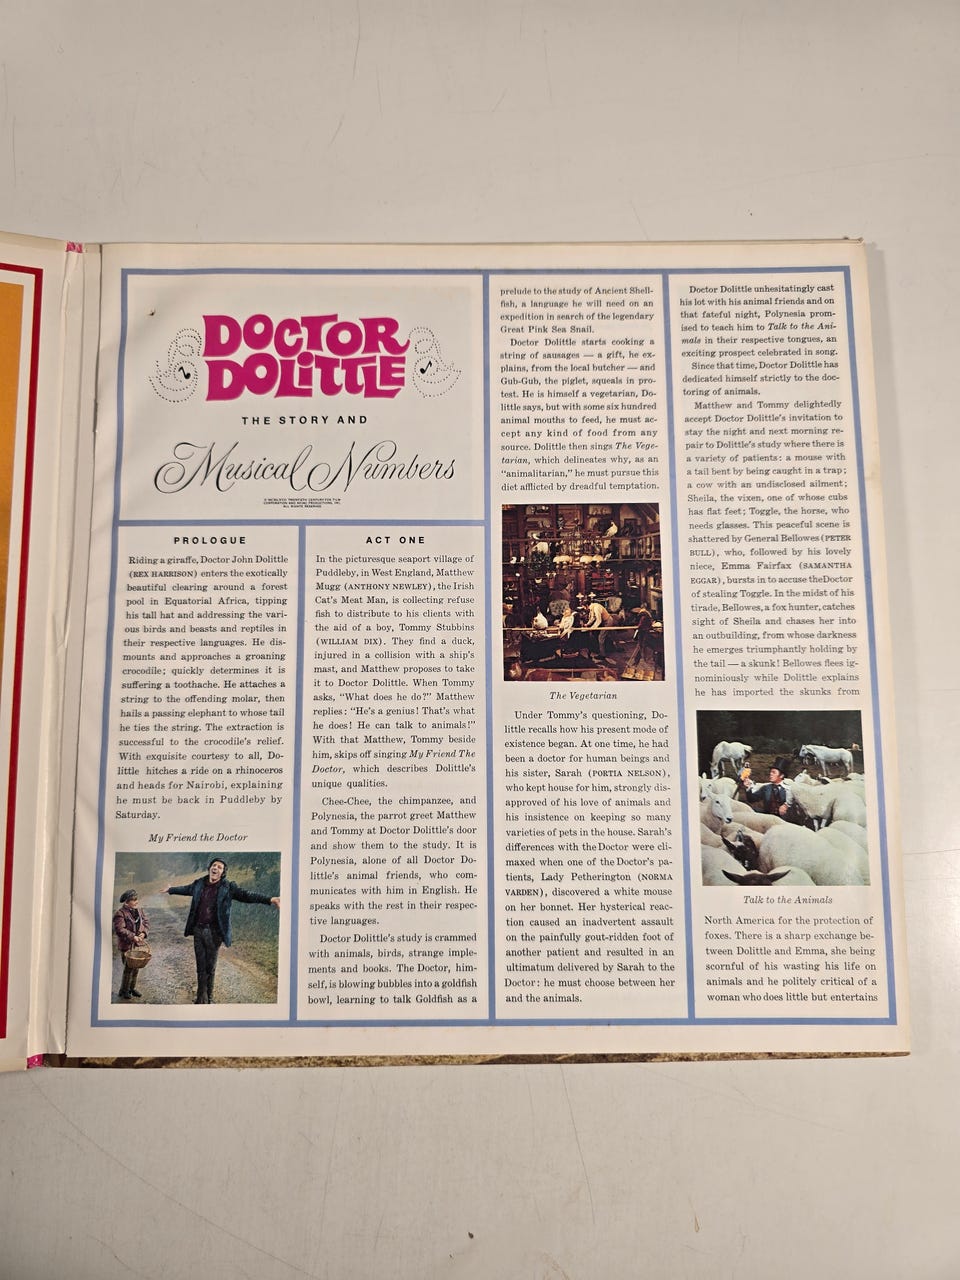 DOCTOR
DOLITTLE
THE STORY AND
Musical Numbers
© MCMLXVII TWENTIETH CENTURY-FOX FILM
CORPORATION AND APJAC PRODUCTIONS, INC.
ALL RIGHTS RESERVED.
PROLOGUE
Riding a giraffe, Doctor John Dolittle
(REX HARRISON) enters the exotically
beautiful clearing around a forest
pool in Equatorial Africa, tipping
his tall hat and addressing the vari-
ous birds and beasts and reptiles in
their respective languages. He dis-
mounts and approaches a groaning
crocodile; quickly determines it is
suffering a toothache. He attaches a
string to the offending molar, then
hails a passing elephant to whose tail
he ties the string. The extraction is
successful to the crocodile's relief.
With exquisite courtesy to all, Do-
little hitches a ride on a rhinoceros
and heads for Nairobi, explaining
he must be back in Puddleby by
Saturday.
My Friend the Doctor
ACT ONE
In the picturesque seaport village of
Puddleby, in West England, Matthew
Mugg (ANTHONY NEWLEY), the Irish
Cat's Meat Man, is collecting refuse
fish to distribute to his clients with
the aid of a boy, Tommy Stubbins
(WILLIAM DIX). They find a duck,
injured in a collision with a ship's
mast, and Matthew proposes to take
it to Doctor Dolittle. When Tommy
asks, "What does he do?" Matthew
replies: "He's a genius! That's what
he does! He can talk to animals!"
With that Matthew, Tommy beside
him, skips off singing My Friend The
Doctor, which describes Dolittle's
unique qualities.
Chee-Chee, the chimpanzee, and
Polynesia, the parrot greet Matthew
and Tommy at Doctor Dolittle's door
and show them to the study. It is
Polynesia, alone of all Doctor Do-
little's animal friends, who com-
municates with him in English. He
speaks with the rest in their respec-
tive languages.
Doctor Dolittle's study is crammed
with animals, birds, strange imple-
ments and books. The Doctor, him-
self, is blowing bubbles into a goldfish
bowl, learning to talk Goldfish as a
prelude to the study of Ancient Shell-
fish, a language he will need on an
expedition in search of the legendary
Great Pink Sea Snail.
Doctor Dolittle starts cooking a
string of sausages — a gift, he ex-
plains, from the local butcher — and
Gub-Gub, the piglet, squeals in pro-
test. He is himself a vegetarian, Do-
little says, but with some six hundred
animal mouths to feed, he must ac-
cept any kind of food from any
source. Dolittle then sings The Vege-
tarian, which delineates why, as an
"animalitarian," he must pursue this
diet afflicted by dreadful temptation.
The Vegetarian
Under Tommy's questioning, Do-
little recalls how his present mode of
existence began. At one time, he had
been a doctor for human beings and
his sister, Sarah (PORTIA NELSON),
who kept house for him, strongly dis-
approved of his love of animals and
his insistence on keeping so many
varieties of pets in the house. Sarah's
differences with the Doctor were cli-
maxed when one of the Doctor's pa-
tients, Lady Petherington (NORMA
VARDEN), discovered a white mouse
on her bonnet. Her hysterical reac-
tion caused an inadvertent assault
on the painfully gout-ridden foot of
another patient and resulted in an
ultimatum delivered by Sarah to the
Doctor: he must choose between her
and the animals.
Doctor Dolittle unhesitatingly cast
his lot with his animal friends and on
that fateful night, Polynesia prom-
ised to teach him to Talk to the Ani-
mals in their respective tongues, an
exciting prospect celebrated in song.
Since that time, Doctor Dolittle has
dedicated himself strictly to the doc-
toring of animals.
Matthew and Tommy delightedly
accept Doctor Dolittle's invitation to
stay the night and next morning re-
pair to Dolittle's study where there is
a variety of patients: a mouse with
a tail bent by being caught in a trap;
a cow with an undisclosed ailment;
Sheila, the vixen, one of whose cubs
has flat feet; Toggle, the horse, who
needs glasses. This peaceful scene is
shattered by General Bellowes (PETER
BULL), who, followed by his lovely
niece, Emma Fairfax (SAMANTHA
EGGAR), bursts in to accuse the Doctor
of stealing Toggle. In the midst of his
tirade, Bellowes, a fox hunter, catches
sight of Sheila and chases her into
an outbuilding, from whose darkness
he emerges triumphantly holding by
the tail — a skunk! Bellowes flees ig-
nominiously while Dolittle explains
he has imported the skunks from
Talk to the Animals
North America for the protection of
foxes. There is a sharp exchange be-
tween Dolittle and Emma, she being
scornful of his wasting his life on
animals and he politely critical of a
woman who does little but entertains